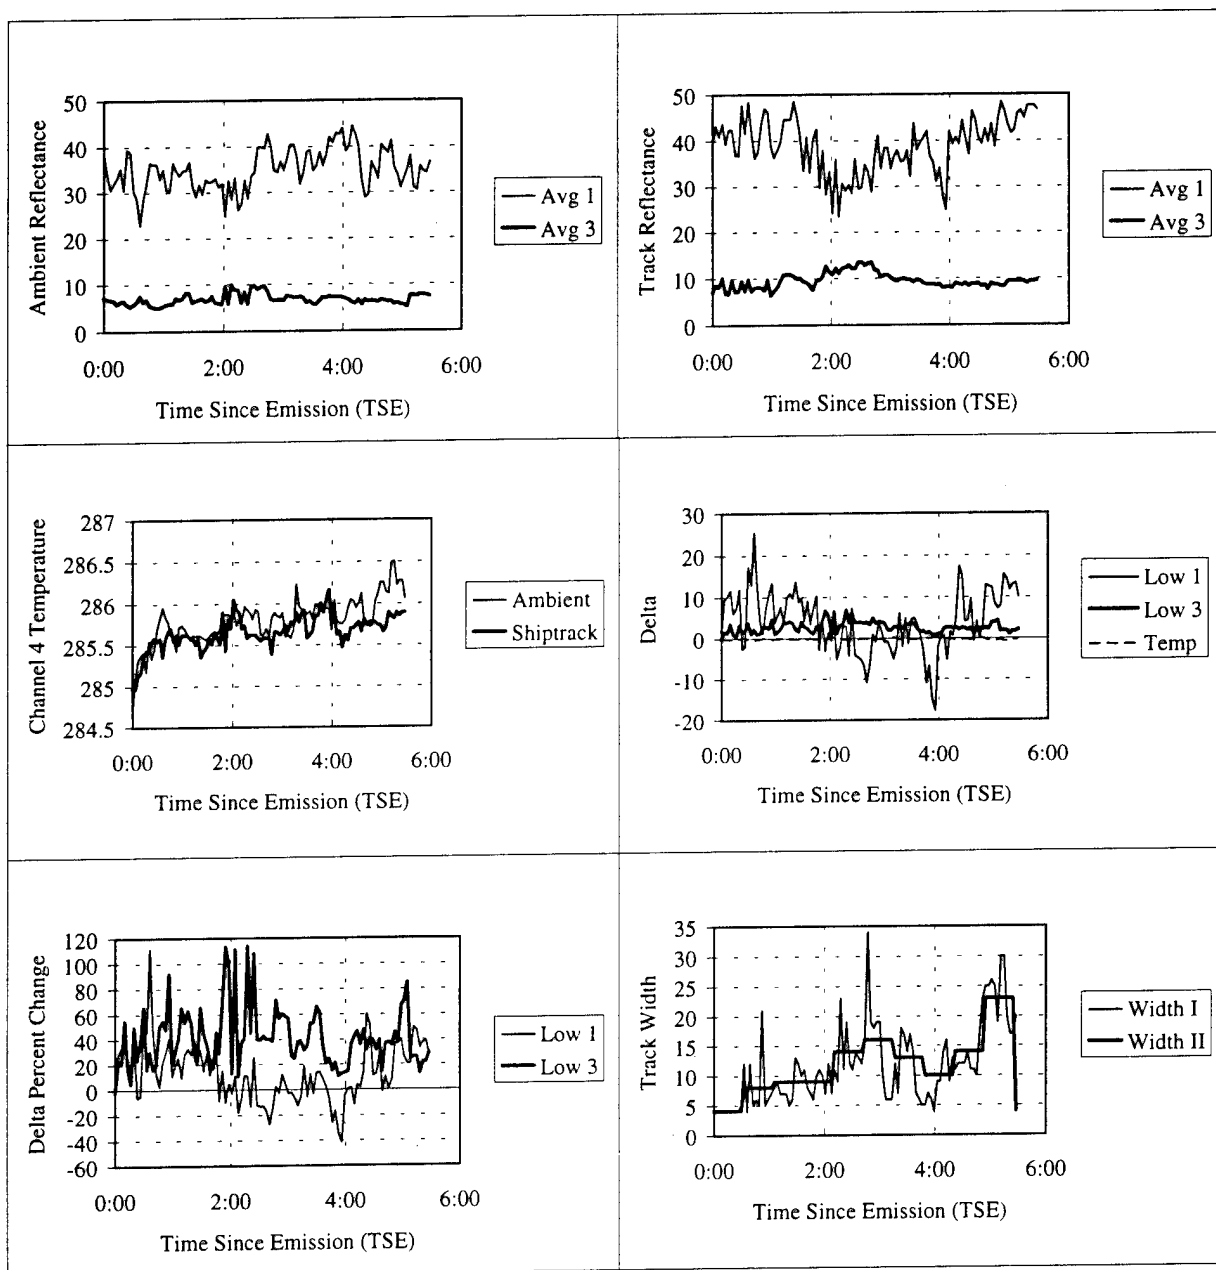 50
40
30
20
10
0
Ambient Reflectance
0:00 2:00 4:00 6:00
Time Since Emission (TSE)
Avg 1
Avg 3
50
40
30
20
10
0
Track Reflectance
0:00 2:00 4:00 6:00
Time Since Emission (TSE)
Avg 1
Avg 3
287
286.5
286
285.5
285
284.5
Channel 4 Temperature
0:00 2:00 4:00 6:00
Time Since Emission (TSE)
Ambient
Shiptrack
30
20
10
0
-10
-20
Delta
0:00 2:00 4:00 6:00
Time Since Emission (TSE)
Low 1
Low 3
Temp
120
100
80
60
40
20
0
-20
-40
-60
Delta Percent Change
0:00 2:00 4:00 6:00
Time Since Emission (TSE)
Low 1
Low 3
35
30
25
20
15
10
5
0
Track Width
0:00 2:00 4:00 6:00
Time Since Emission (TSE)
Width I
Width II